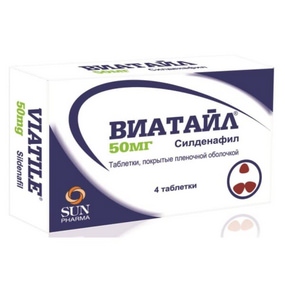 ВИАТАЙЛ®
50мг
Силденафил
Таблетки, покрытые пленочной оболочкой
4 таблетки
50mg
VIATILE®
Sildenafil
SUN
PHARMA